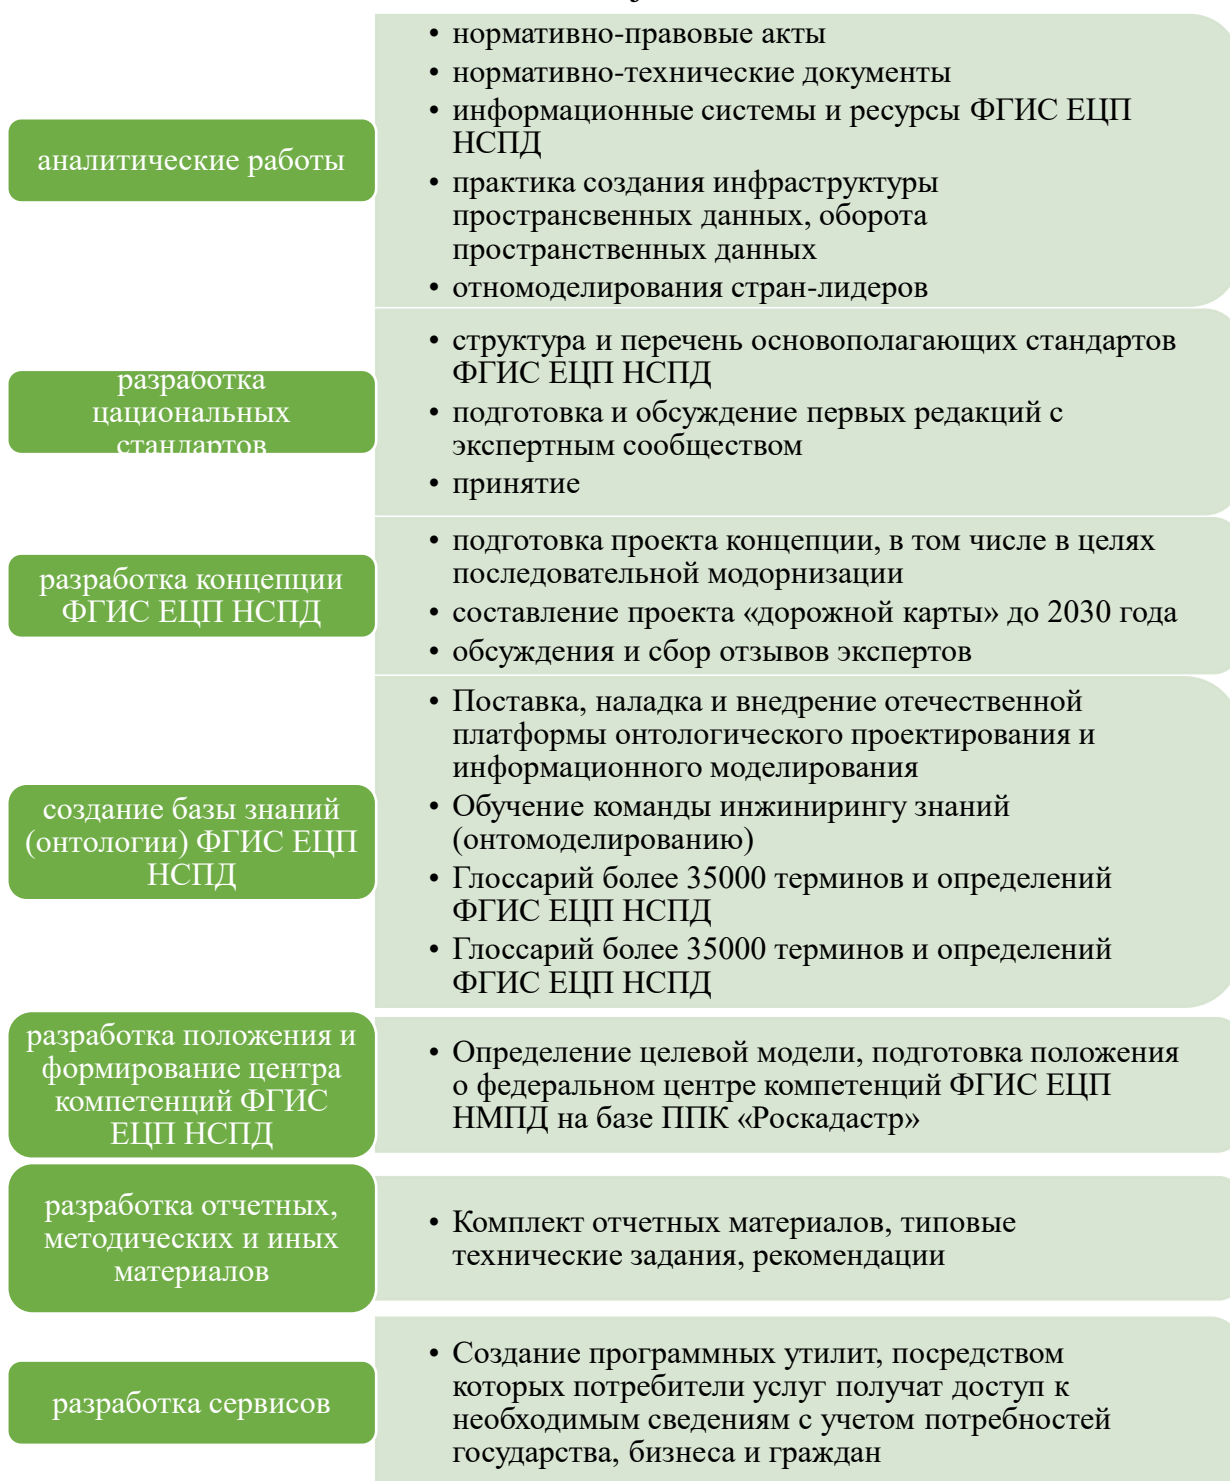 • нормативно-правовые акты
• нормативно-технические документы
• информационные системы и ресурсы ФГИС ЕЦП
НСПД
• практика создания инфраструктуры
пространсвенных данных, оборота
пространственных данных
• отномоделирования стран-лидеров
аналитические работы
• структура и перечень основополагающих стандартов
ФГИС ЕЦП НСПД
• подготовка и обсуждение первых редакций с
экспертным сообществом
• принятие
разработка
цациональных
стандартов
• подготовка проекта концепции, в том числе в целях
последовательной модорнизации
• составление проекта «дорожной карты» до 2030 года
• обсуждения и сбор отзывов экспертов
разработка концепции
ФГИС ЕЦП НСПД
• Поставка, наладка и внедрение отечественной
платформы онтологического проектирования и
информационного моделирования
• Обучение команды инжинирингу знаний
(онтомоделированию)
• Глоссарий более 35000 терминов и определений
ФГИС ЕЦП НСПД
• Глоссарий более 35000 терминов и определений
ФГИС ЕЦП НСПД
создание базы знаний
(онтологии) ФГИС ЕЦП
НСПД
• Определение целевой модели, подготовка положения
о федеральном центре компетенций ФГИС ЕЦП
НМПД на базе ППК «Роскадастр»
разработка положения и
формирование центра
компетенций ФГИС
ЕЦП НСПД
• Комплект отчетных материалов, типовые
технические задания, рекомендации
разработка отчетных,
методических и иных
материалов
• Создание программных утилит, посредством
которых потребители услуг получат доступ к
необходимым сведениям с учетом потребностей
государства, бизнеса и граждан
разработка сервисов